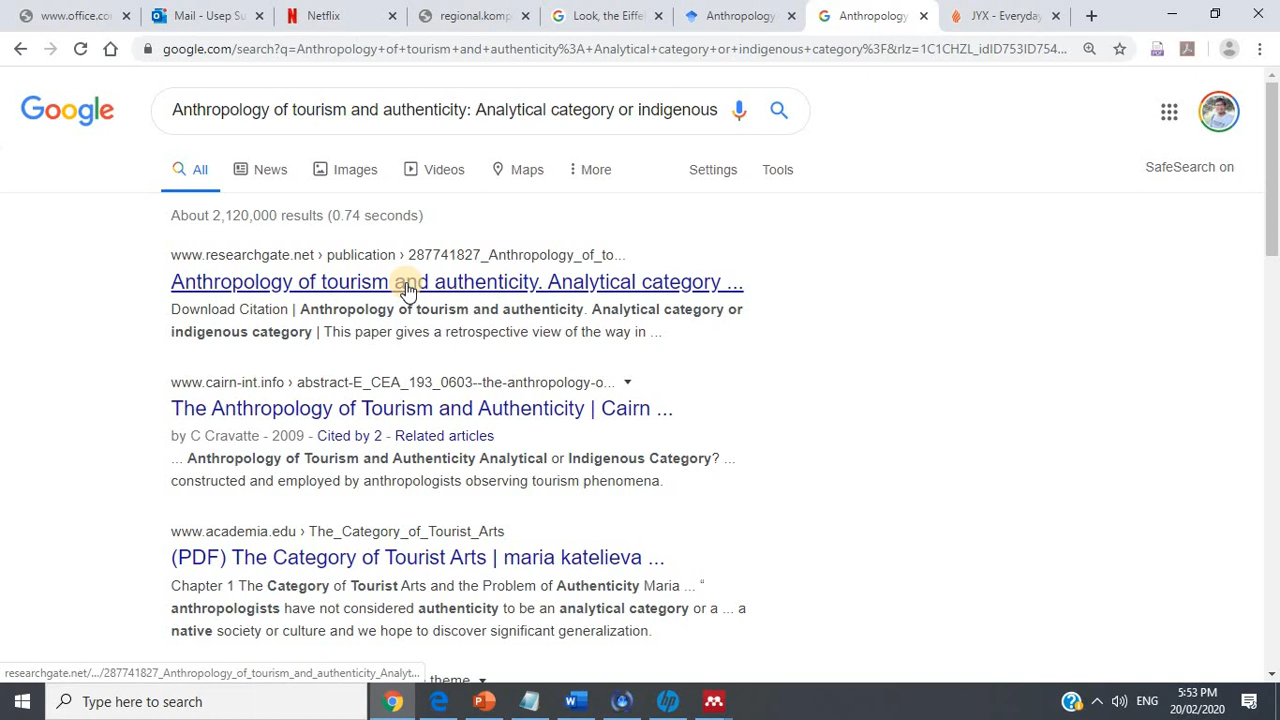 www.office.co
Mail - Usep Su
Netflix
regional.komp
Look, the Eiffe
Anthropology
Anthropology
JYX - Everyday
google.com/search?q=Anthropology+of+tourism+and+authenticity%3A+Analytical+category+or+indigenous+category%3F&rlz=1C1CHZL_idID753ID754...
Google
Anthropology of tourism and authenticity: Analytical category or indigenous
All
News
Images
Videos
Maps
More
Settings
Tools
SafeSearch on
About 2,120,000 results (0.74 seconds)
www.researchgate.net › publication › 287741827_Anthropology_of_to...
Anthropology of tourism and authenticity. Analytical category ...
Download Citation | Anthropology of tourism and authenticity. Analytical category or
indigenous category | This paper gives a retrospective view of the way in ...
www.cairn-int.info › abstract-E_CEA_193_0603--the-anthropology-o...
The Anthropology of Tourism and Authenticity | Cairn ...
by C Cravatte - 2009 - Cited by 2 - Related articles
... Anthropology of Tourism and Authenticity Analytical or Indigenous Category? ...
constructed and employed by anthropologists observing tourism phenomena.
www.academia.edu › The_Category_of_Tourist_Arts
(PDF) The Category of Tourist Arts | maria katelieva ...
Chapter 1 The Category of Tourist Arts and the Problem of Authenticity Maria ... “
anthropologists have not considered authenticity to be an analytical category or a ... a
native society or culture and we hope to discover significant generalization.
researchgate.net/.../287741827_Anthropology_of_tourism_and_authenticity_Analyt...
theme
Type here to search
ENG
5:53 PM
20/02/2020